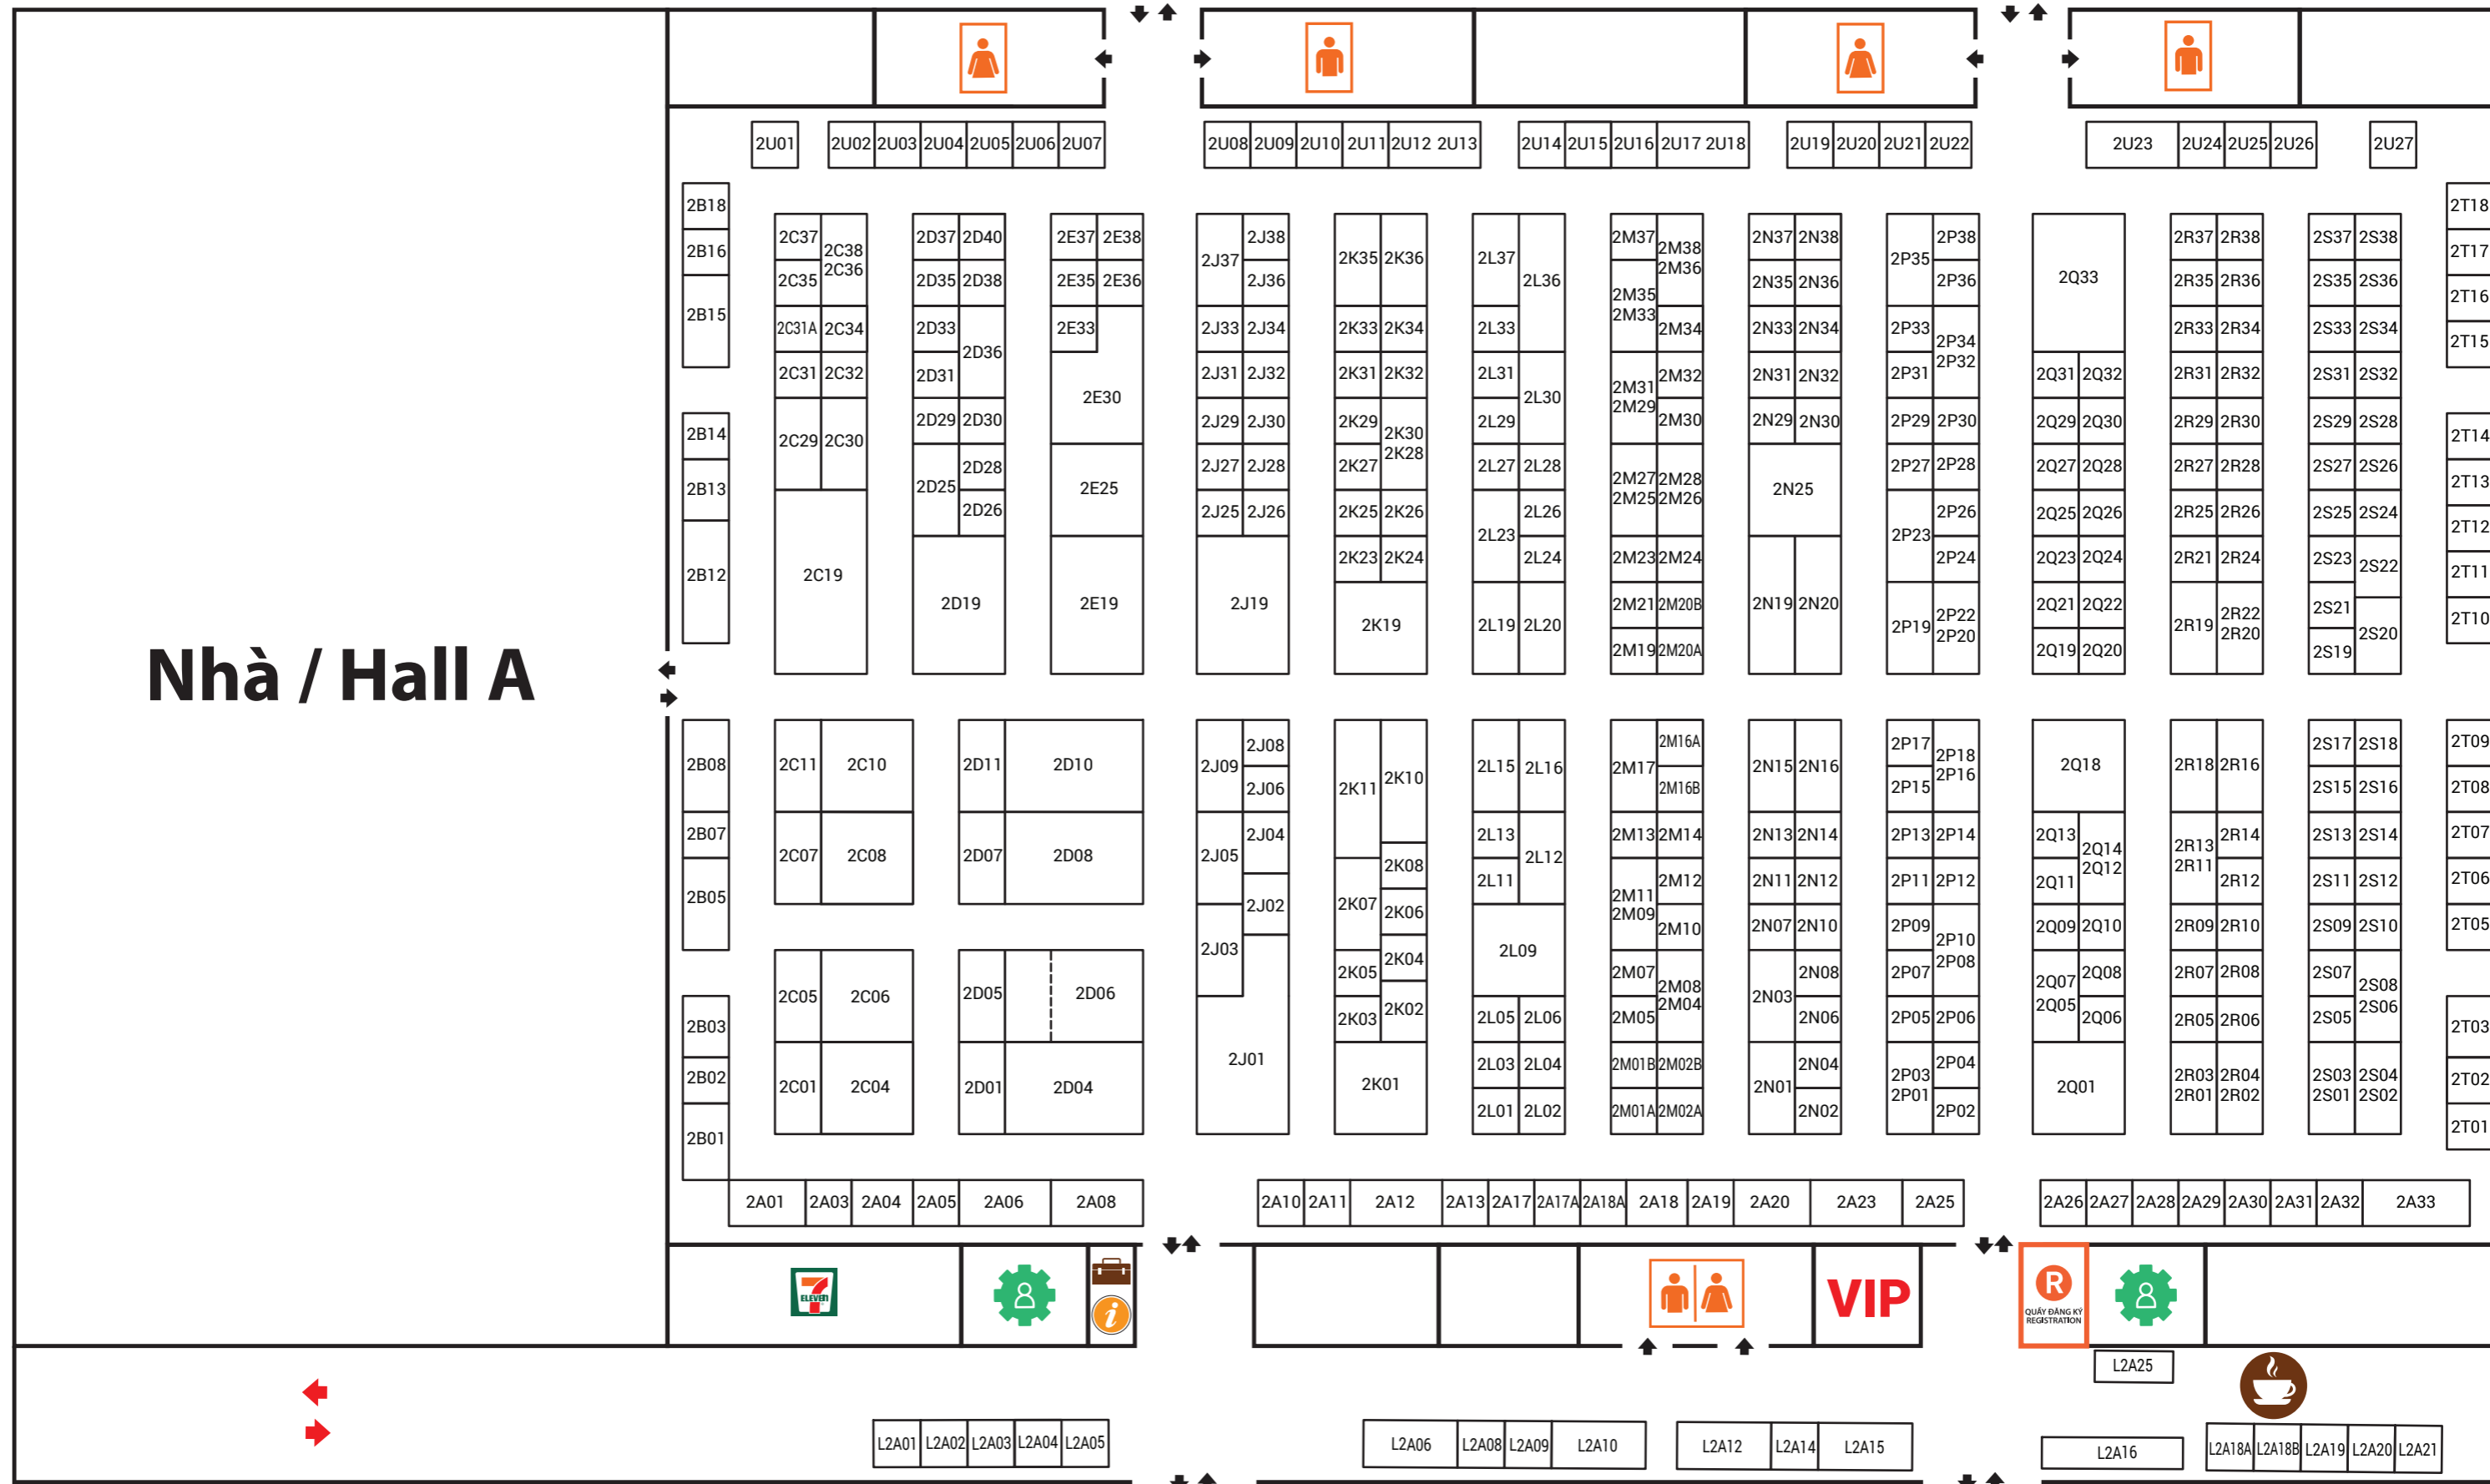 2U01 2U02 2U03 2U04 2U05 2U06 2U07 2U08 2U09 2U10 2U11 2U12 2U13 2U14 2U15 2U16 2U17 2U18 2U19 2U20 2U21 2U22 2U23 2U24 2U25 2U26 2U27
2B18
2B16
2B15
2B14
2B13
2B12
2C37 2C38
2C36
2C35
2C31A 2C34
2C31 2C32
2C29 2C30
2C19
2D37 2D40
2D35 2D38
2D33
2D36
2D31
2D29 2D30
2D28
2D25
2D26
2D19
2E37 2E38
2E35 2E36
2E33
2E30
2E25
2E19
2J38
2J37
2J36
2J33 2J34
2J31 2J32
2J29 2J30
2J27 2J28
2J25 2J26
2J19
2K35 2K36
2K33 2K34
2K31 2K32
2K29 2K30
2K28
2K27
2K25 2K26
2K23 2K24
2K19
2L37
2L36
2L33
2L31
2L30
2L29
2L27 2L28
2L26
2L23
2L24
2L19 2L20
2M37 2M38
2M36
2M35
2M33
2M34
2M32
2M31
2M29
2M30
2M27 2M28
2M25 2M26
2M23 2M24
2M21 2M20B
2M19 2M20A
2N37 2N38
2N35 2N36
2N33 2N34
2N31 2N32
2N29 2N30
2N25
2N19 2N20
2P38
2P35
2P36
2P33
2P34
2P32
2P31
2P29 2P30
2P27 2P28
2P26
2P23
2P24
2P22
2P19
2P20
2Q33
2Q31 2Q32
2Q29 2Q30
2Q27 2Q28
2Q25 2Q26
2Q23 2Q24
2Q21 2Q22
2Q19 2Q20
2R37 2R38
2R35 2R36
2R33 2R34
2R31 2R32
2R29 2R30
2R27 2R28
2R25 2R26
2R21 2R24
2R22
2R19
2R20
2S37 2S38
2S35 2S36
2S33 2S34
2S31 2S32
2S29 2S28
2S27 2S26
2S25 2S24
2S23
2S22
2S21
2S20
2S19
2T18
2T17
2T16
2T15
2T14
2T13
2T12
2T11
2T10
Nhà / Hall A
2B08
2B07
2B05
2B03
2B02
2B01
2C11 2C10
2C07 2C08
2C05 2C06
2C01 2C04
2D11 2D10
2D07 2D08
2D05 2D06
2D01 2D04
2J08
2J09
2J06
2J04
2J05
2J02
2J03
2J01
2K10
2K11
2K08
2K07
2K06
2K04
2K05
2K02
2K03
2K01
2L15 2L16
2L13
2L12
2L11
2L09
2L05 2L06
2L03 2L04
2L01 2L02
2M16A
2M17
2M16B
2M13 2M14
2M12
2M11
2M09
2M10
2M07
2M08
2M04
2M05
2M01B 2M02B
2M01A 2M02A
2N15 2N16
2N13 2N14
2N11 2N12
2N07 2N10
2N08
2N03
2N06
2N04
2N01
2N02
2P17
2P18
2P16
2P15
2P13 2P14
2P11 2P12
2P09
2P10
2P08
2P07
2P05 2P06
2P04
2P03
2P01
2P02
2Q18
2Q13
2Q14
2Q12
2Q11
2Q09 2Q10
2Q08
2Q07
2Q05
2Q06
2Q01
2R18 2R16
2R14
2R13
2R11
2R12
2R09 2R10
2R07 2R08
2R05 2R06
2R03 2R04
2R01 2R02
2S17 2S18
2S15 2S16
2S13 2S14
2S11 2S12
2S09 2S10
2S07
2S08
2S06
2S05
2S03 2S04
2S01 2S02
2T09
2T08
2T07
2T06
2T05
2T03
2T02
2T01
2A01 2A03 2A04 2A05 2A06 2A08 2A10 2A11 2A12 2A13 2A17 2A17A 2A18A 2A18 2A19 2A20 2A23 2A25 2A26 2A27 2A28 2A29 2A30 2A31 2A32 2A33
7
ELEVEn
i
VIP
R
QUẦY ĐĂNG KÝ
REGISTRATION
L2A25
L2A01 L2A02 L2A03 L2A04 L2A05 L2A06 L2A08 L2A09 L2A10 L2A12 L2A14 L2A15 L2A16 L2A18A L2A18B L2A19 L2A20 L2A21